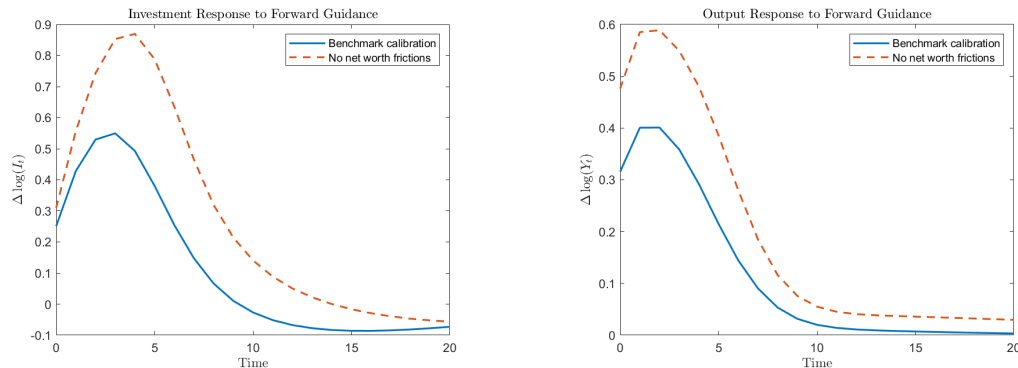 Investment Response to Forward Guidance
0.9
0.8
0.7
0.6
0.5
0.4
0.3
0.2
0.1
0
-0.1
Δ log(I_t)
Benchmark calibration
No net worth frictions
0 5 10 15 20
Time
Output Response to Forward Guidance
0.6
0.5
0.4
0.3
0.2
0.1
0
Δ log(Y_t)
Benchmark calibration
No net worth frictions
0 5 10 15 20
Time